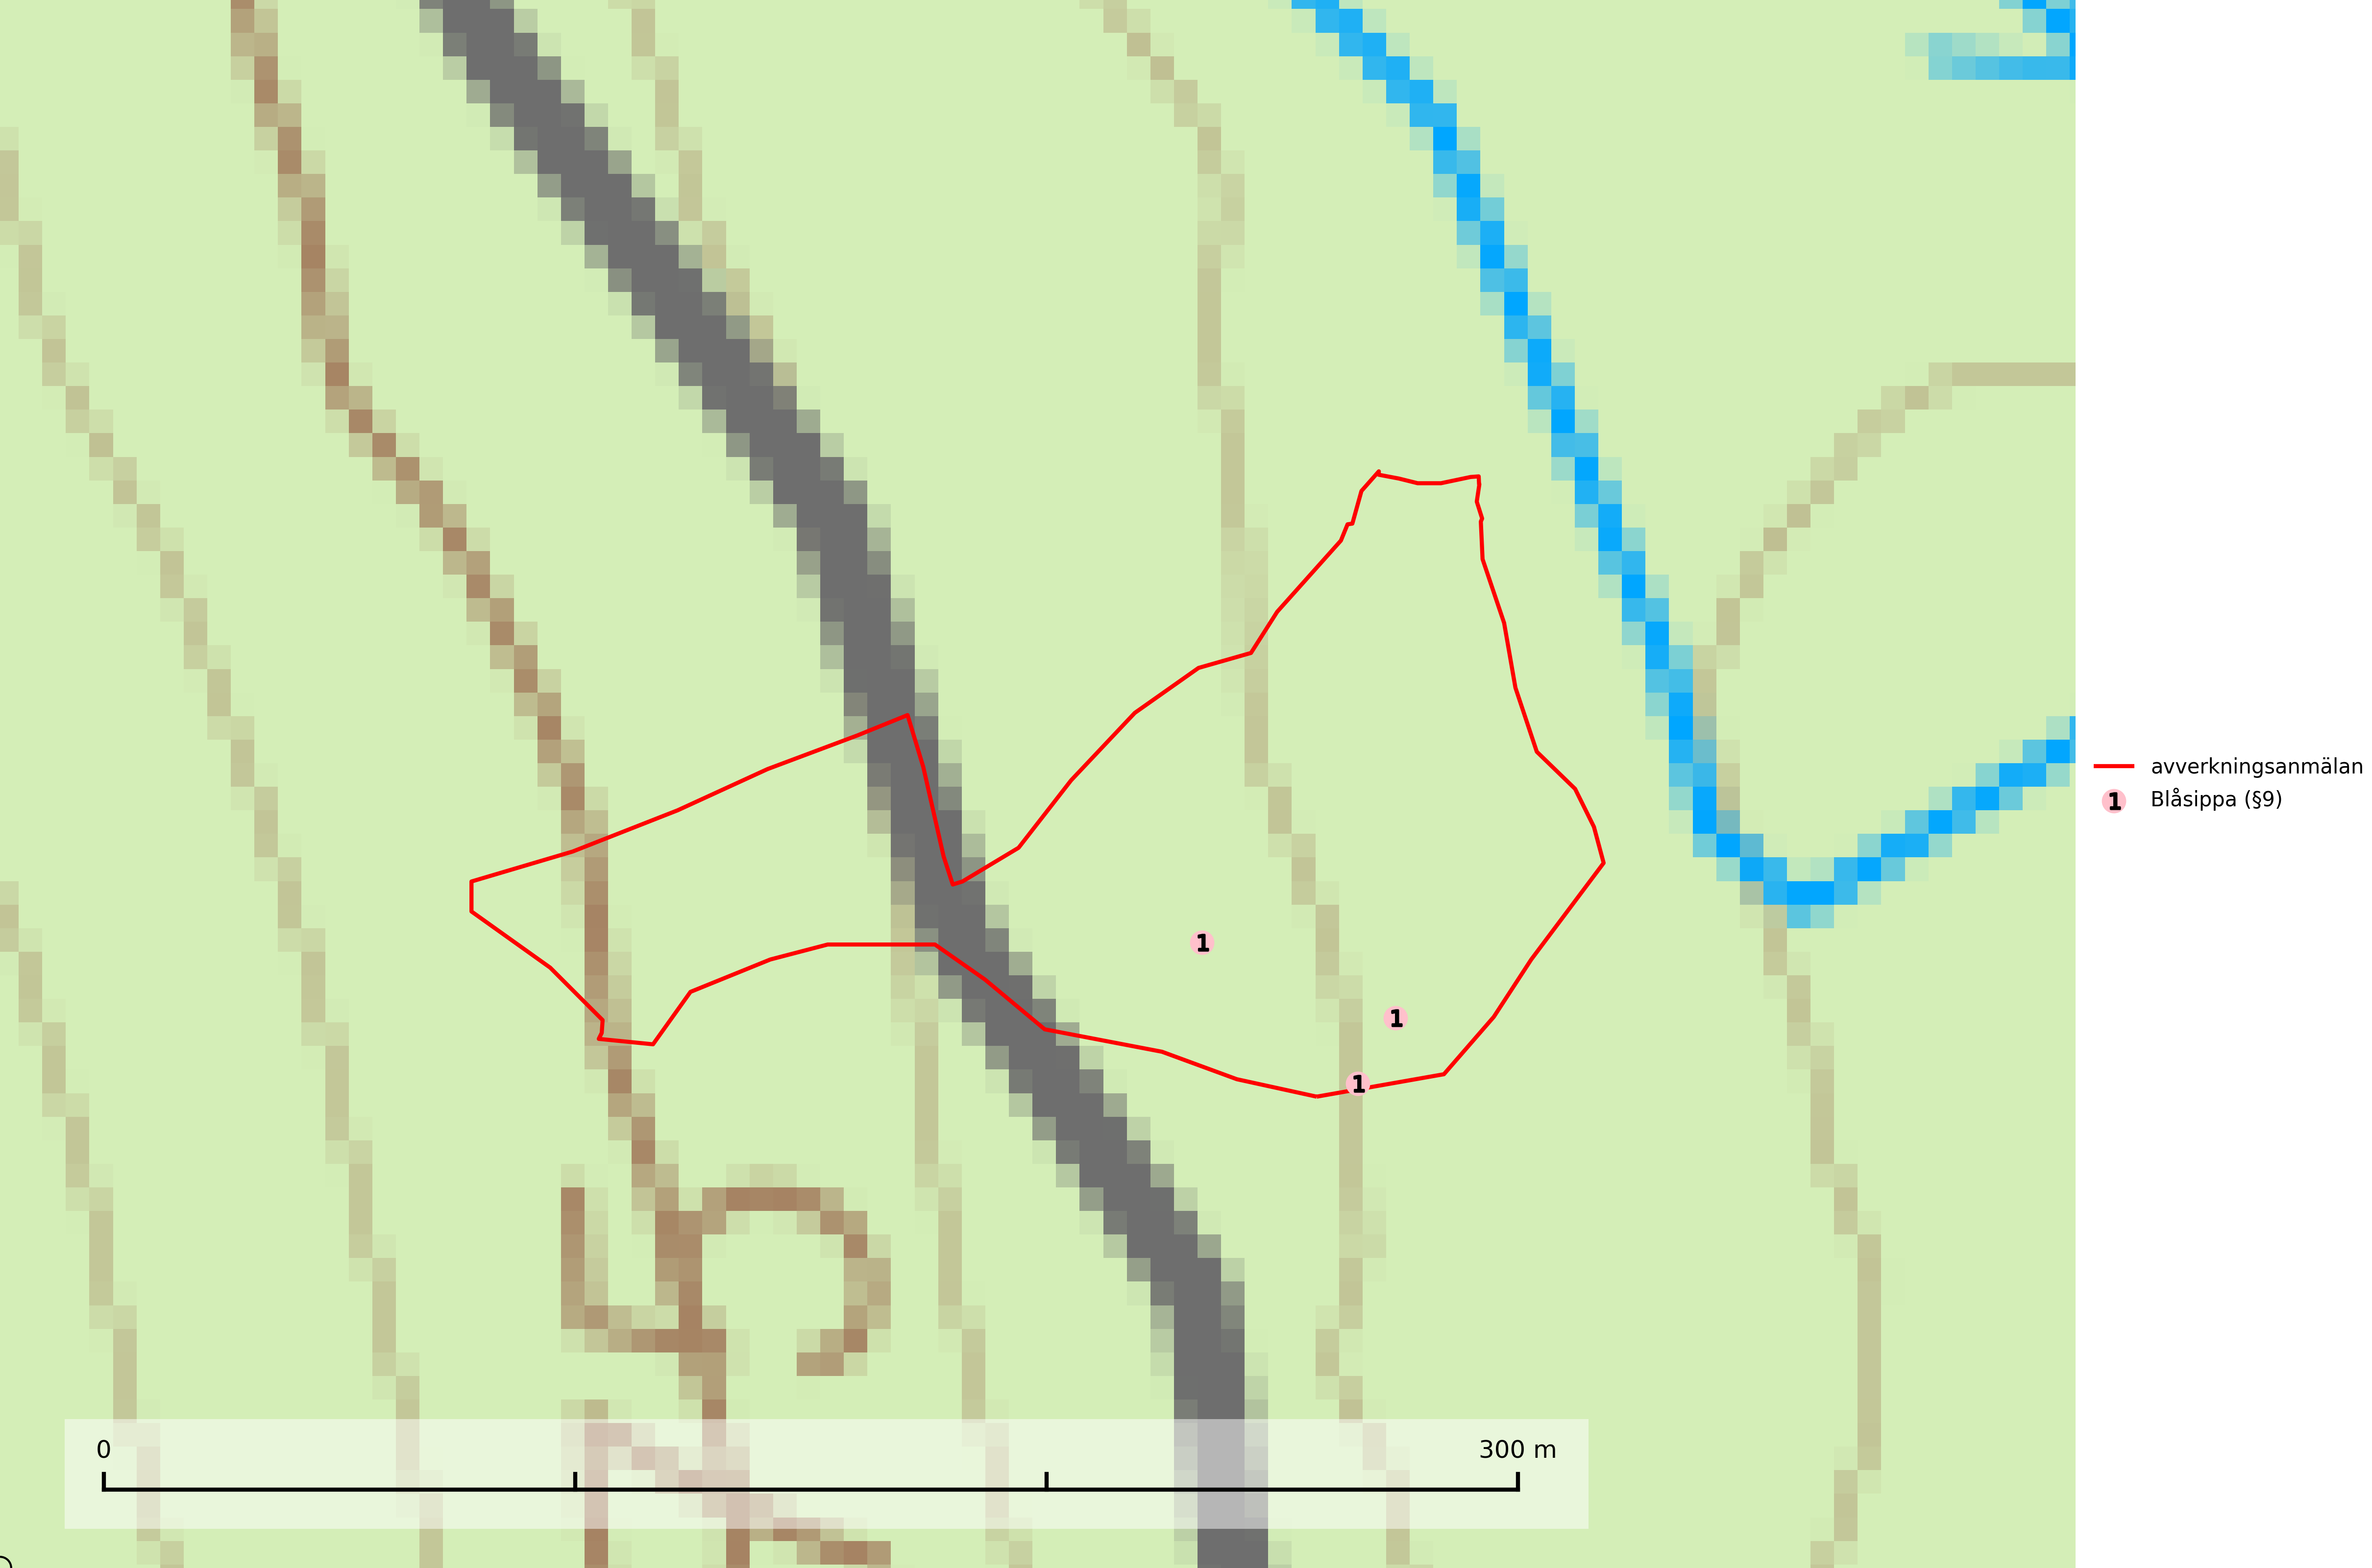 avverkningsanmälan
1 Blåsippa (§9)
1
1
1
0 300 m